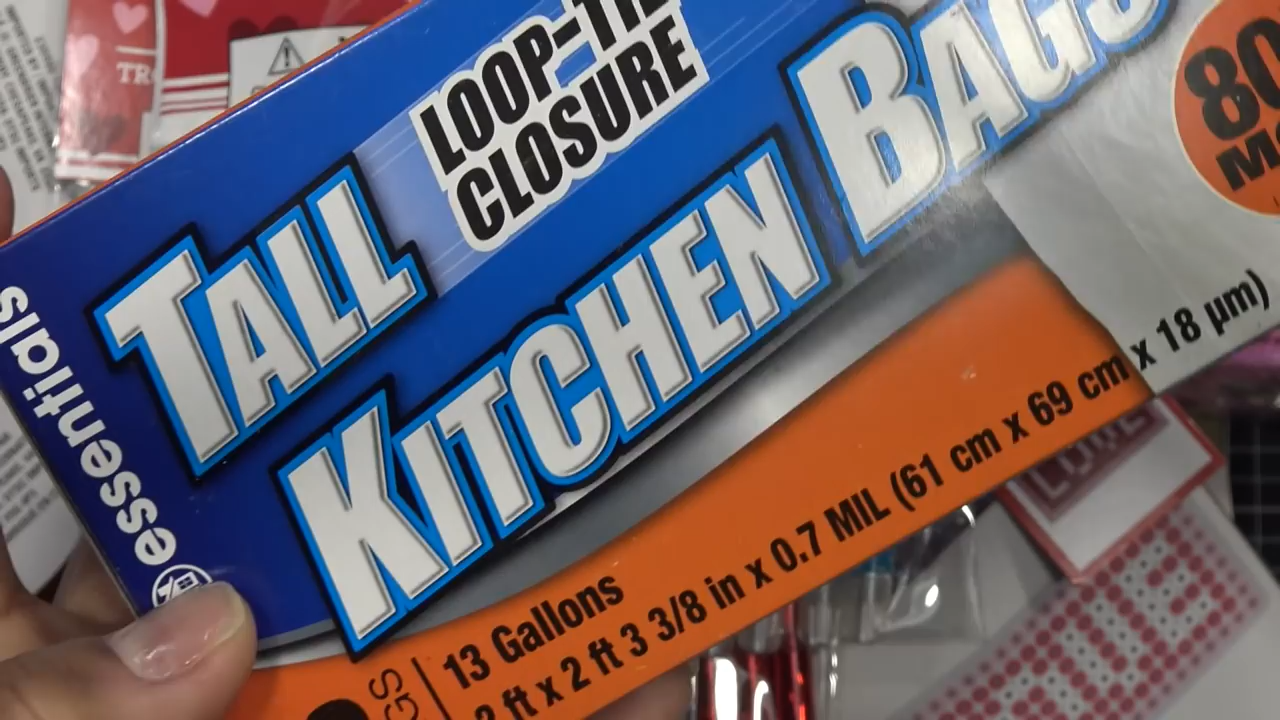 LOOP-TIE
CLOSURE
TALL
KITCHEN BAGS
essentials
80
13 Gallons
2 ft x 2 ft 3 3/8 in x 0.7 MIL (61 cm x 69 cm x 18 µm)